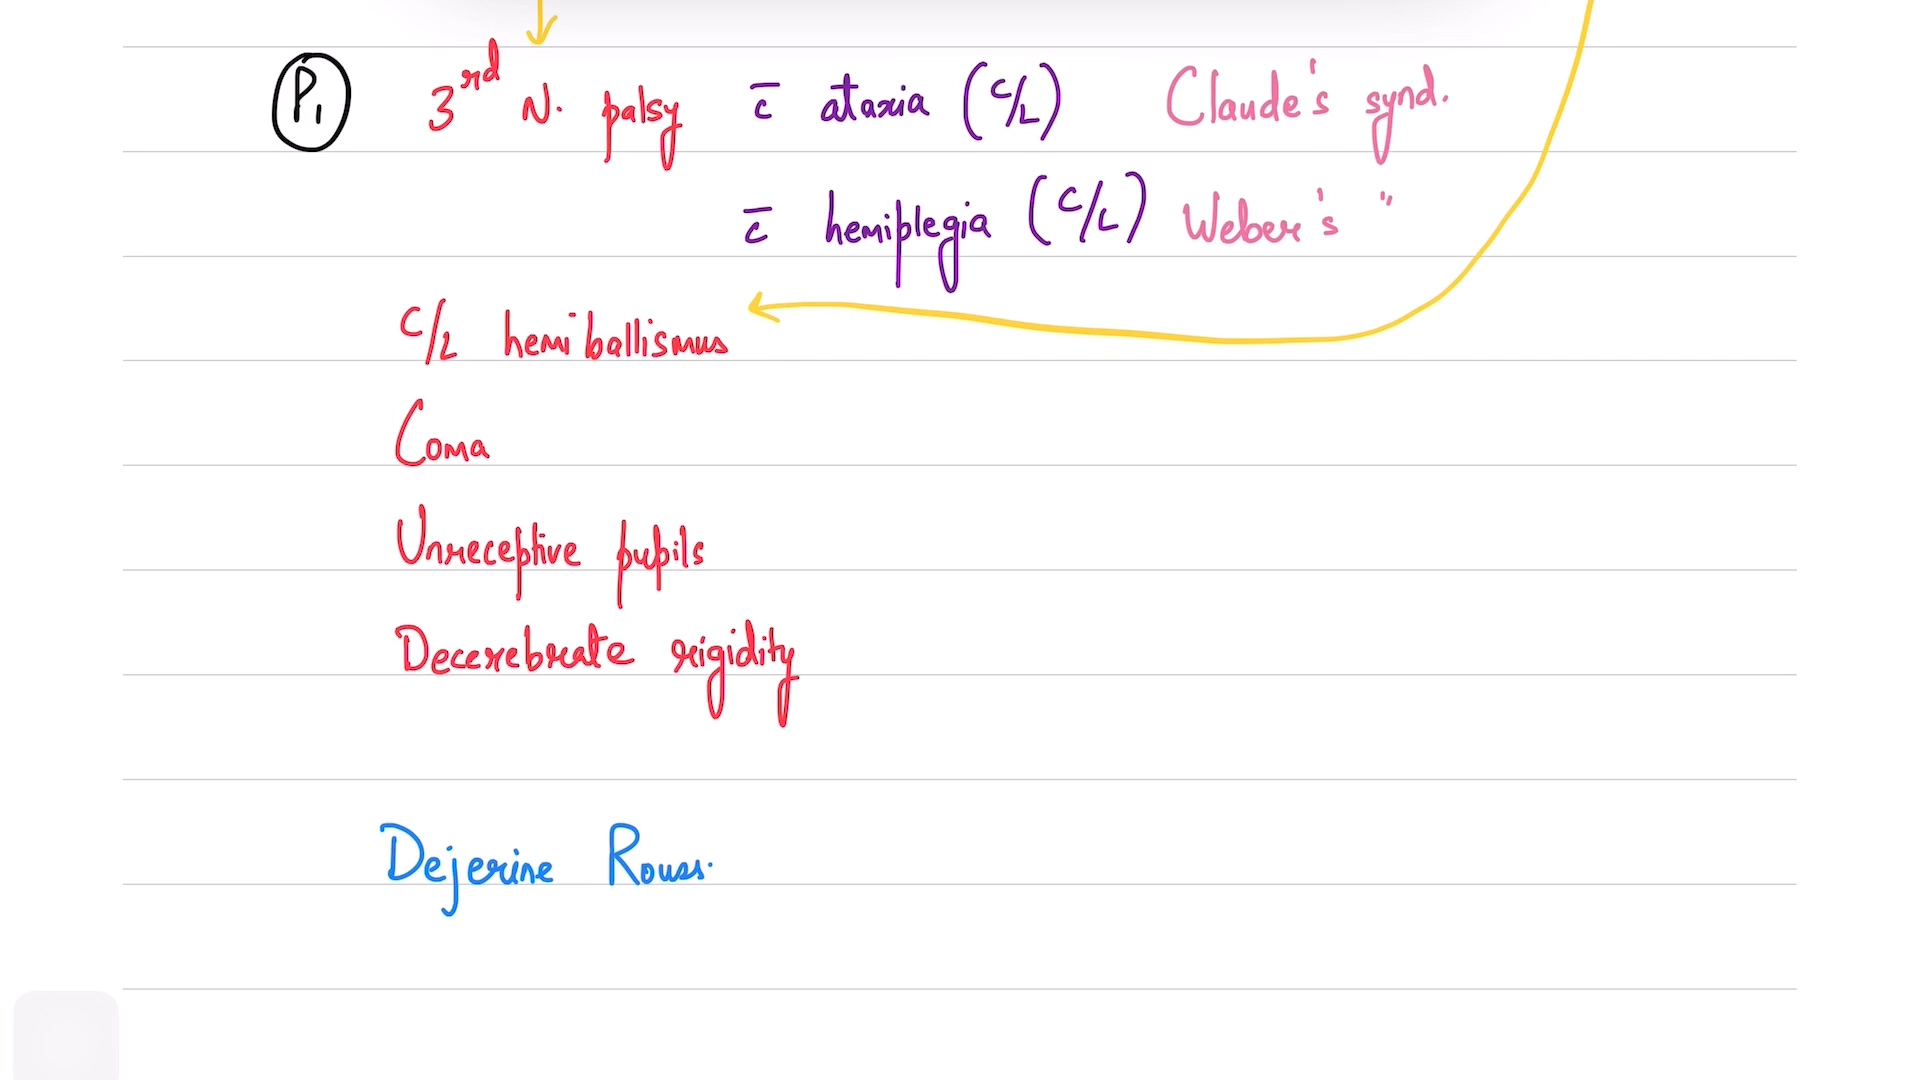 P1 3rd N. palsy c̄ ataxia (C/L) Claude's synd.
c̄ hemiplegia (C/L) Weber's "
C/L hemiballismus
Coma
Unreceptive pupils
Decerebrate rigidity
Dejerine Rouss.